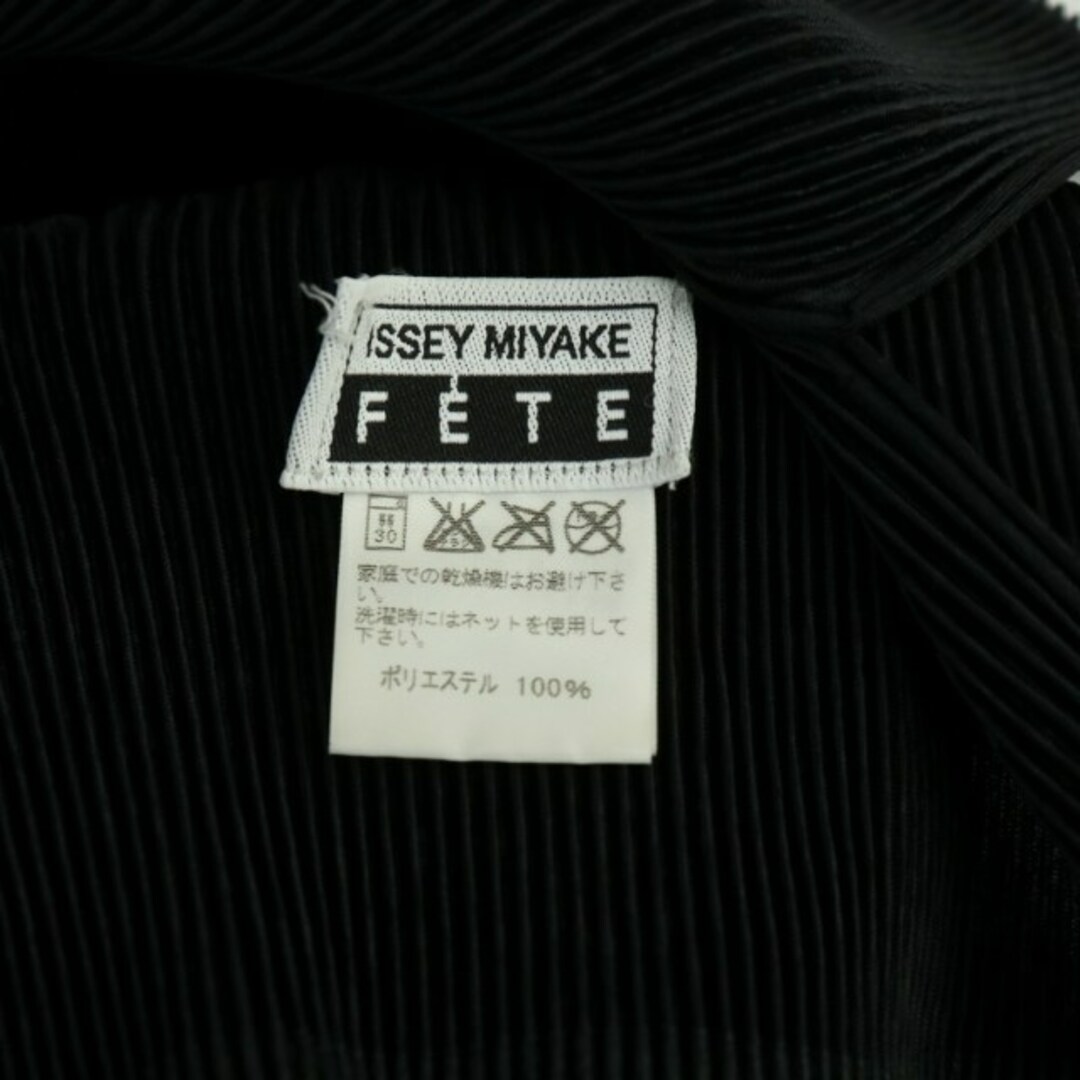 ISSEY MIYAKE
FÊTE
弱
30
家庭での乾燥機はお避け下さ
い。
洗濯時にはネットを使用して
下さい。
ポリエステル 100%